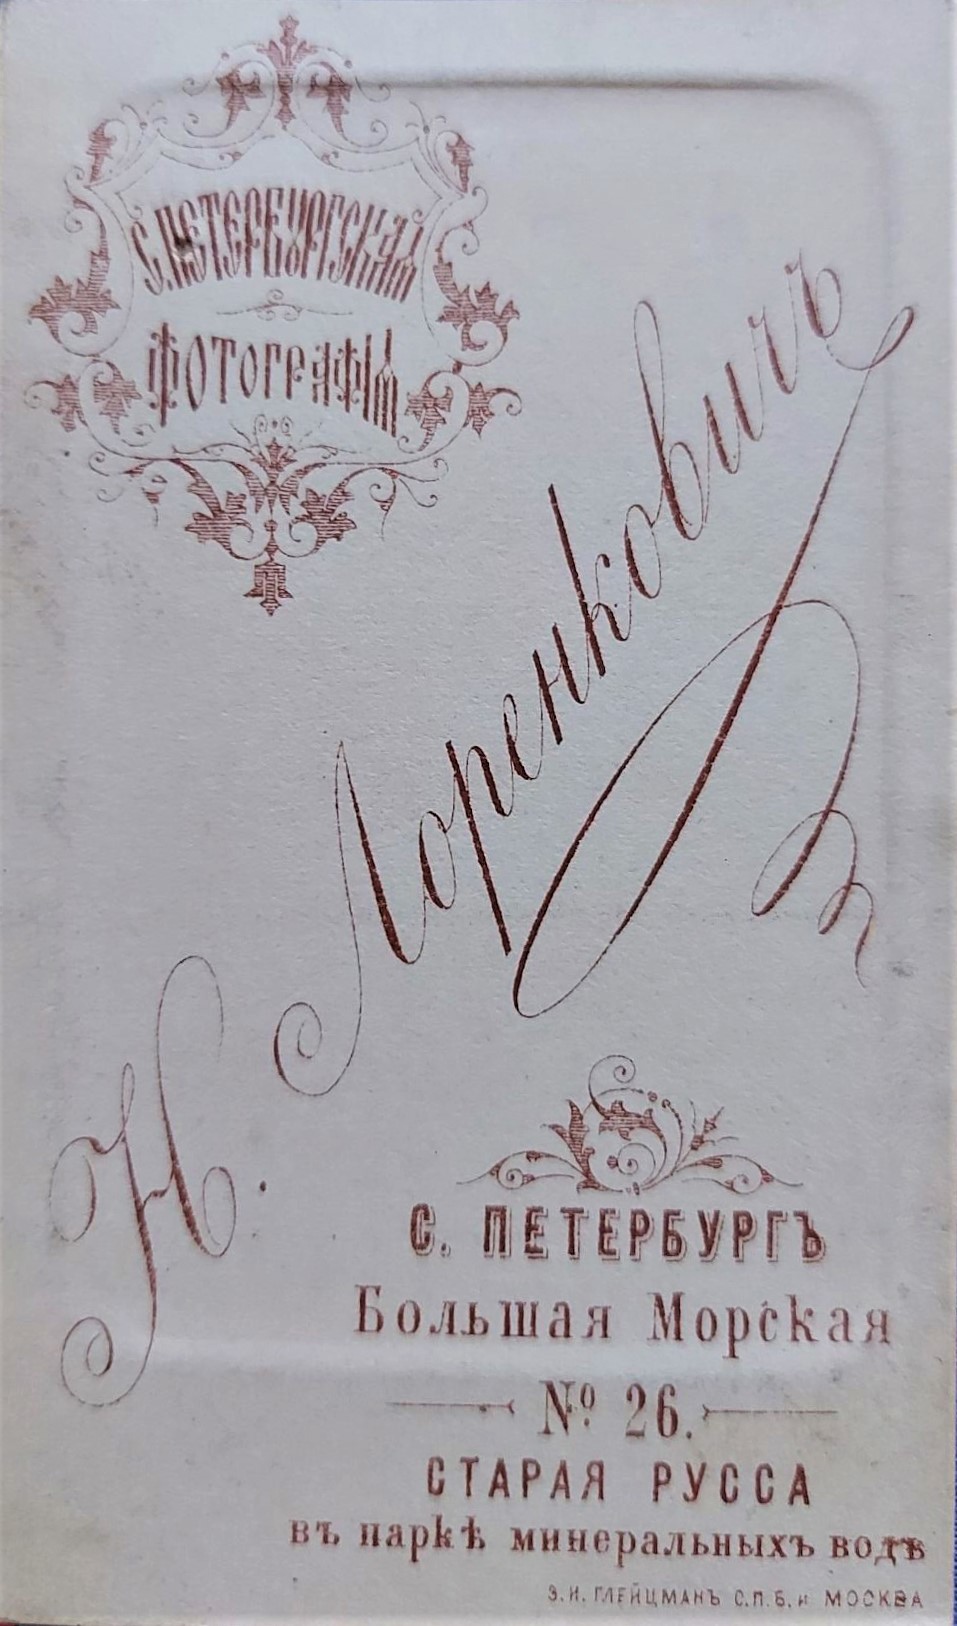 С.ПЕТЕРБУРГСКАЯ
ФОТОГРАФІЯ
Н. Лоренковичъ
С. ПЕТЕРБУРГЪ
Большая Морская
№ 26.
СТАРАЯ РУССА
въ паркѣ минеральныхъ водъ
Э.И. ГЛЕЙЦМАНЪ С.П.Б. и МОСКВА